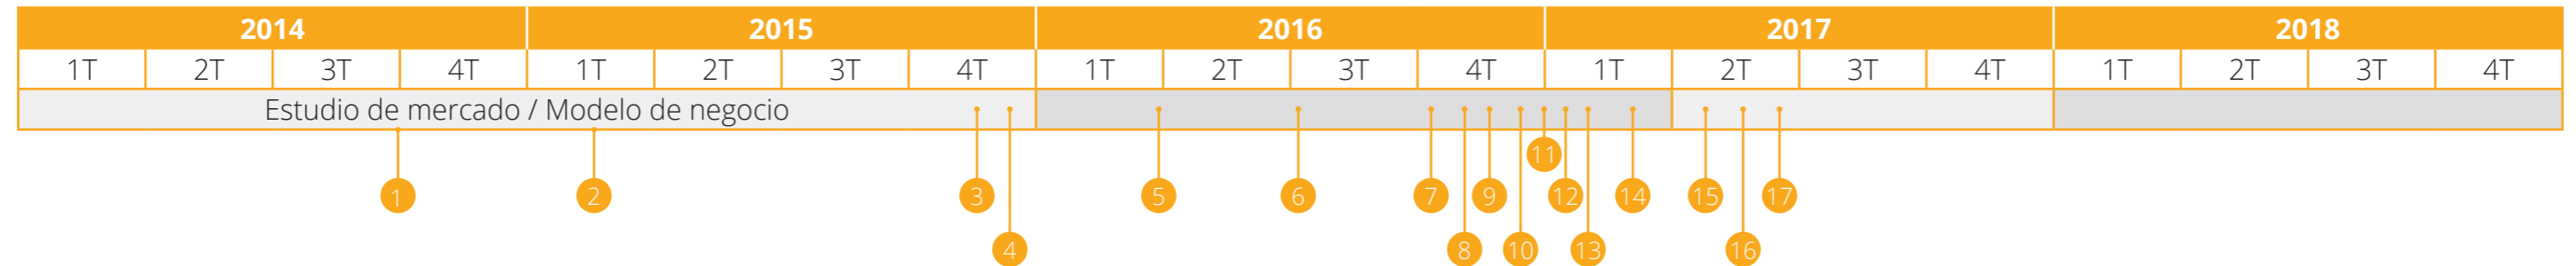 2014 2015 2016 2017 2018
1T 2T 3T 4T 1T 2T 3T 4T 1T 2T 3T 4T 1T 2T 3T 4T 1T 2T 3T 4T
Estudio de mercado / Modelo de negocio
11
1 2 3 5 6 7 9 12 14 15 17
4 8 10 13 16